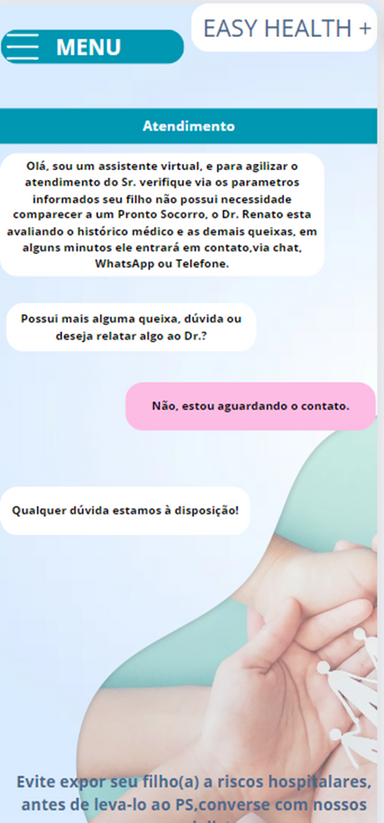 EASY HEALTH +
MENU
Atendimento
Olá, sou um assistente virtual, e para agilizar o
atendimento do Sr. verifique via os parametros
informados seu filho não possui necessidade
comparecer a um Pronto Socorro, o Dr. Renato esta
avaliando o histórico médico e as demais queixas, em
alguns minutos ele entrará em contato,via chat,
WhatsApp ou Telefone.
Possui mais alguma queixa, dúvida ou
deseja relatar algo ao Dr.?
Não, estou aguardando o contato.
Qualquer dúvida estamos à disposição!
Evite expor seu filho(a) a riscos hospitalares,
antes de leva-lo ao PS,converse com nossos